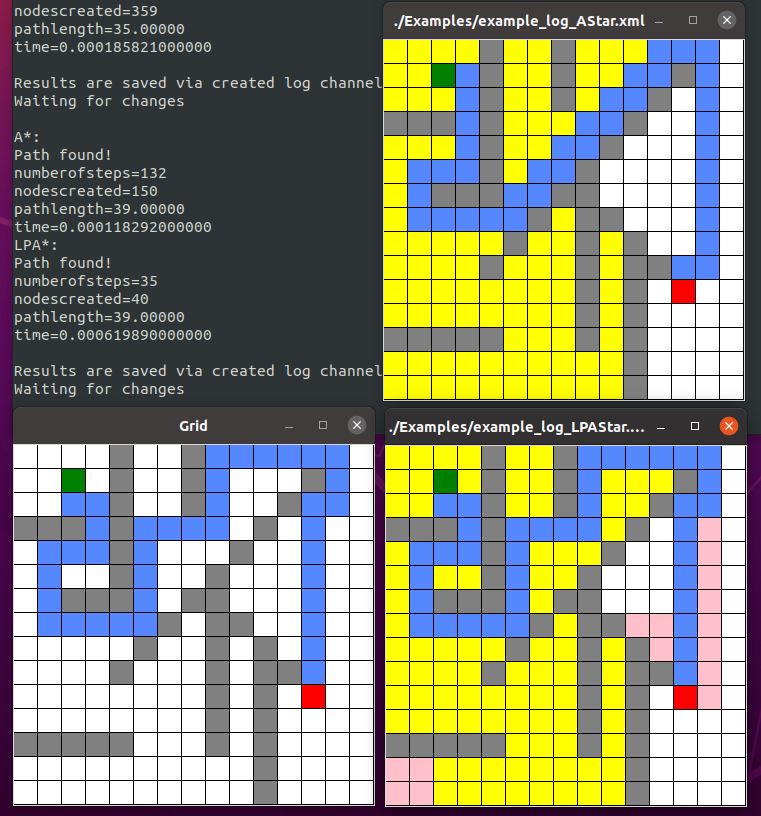 nodescreated=359
pathlength=35.00000
time=0.000185821000000
Results are saved via created log channel
Waiting for changes
A*:
Path found!
numberofsteps=132
nodescreated=150
pathlength=39.00000
time=0.000118292000000
LPA*:
Path found!
numberofsteps=35
nodescreated=40
pathlength=39.00000
time=0.000619890000000
Results are saved via created log channel
Waiting for changes
./Examples/example_log_AStar.xml
Grid
./Examples/example_log_LPAStar....